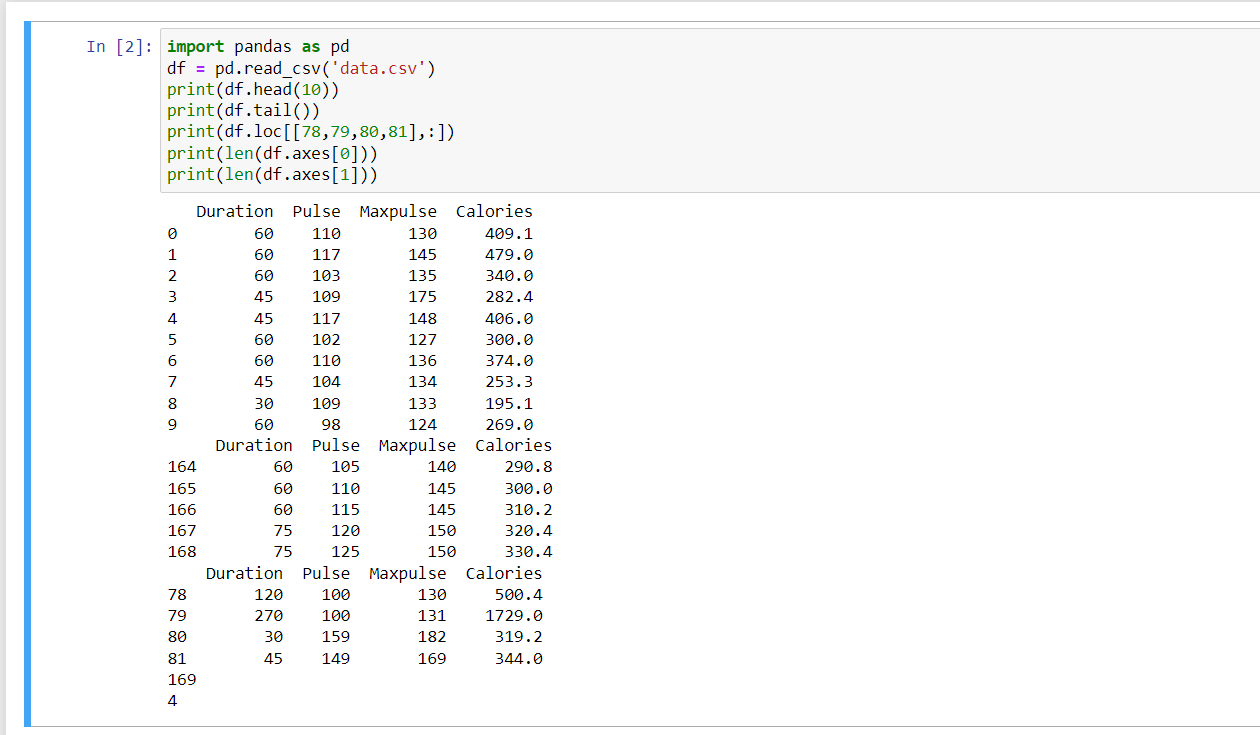 In [2]: import pandas as pd
df = pd.read_csv('data.csv')
print(df.head(10))
print(df.tail())
print(df.loc[[78,79,80,81],:])
print(len(df.axes[0]))
print(len(df.axes[1]))
Duration Pulse Maxpulse Calories
0 60 110 130 409.1
1 60 117 145 479.0
2 60 103 135 340.0
3 45 109 175 282.4
4 45 117 148 406.0
5 60 102 127 300.0
6 60 110 136 374.0
7 45 104 134 253.3
8 30 109 133 195.1
9 60 98 124 269.0
Duration Pulse Maxpulse Calories
164 60 105 140 290.8
165 60 110 145 300.0
166 60 115 145 310.2
167 75 120 150 320.4
168 75 125 150 330.4
Duration Pulse Maxpulse Calories
78 120 100 130 500.4
79 270 100 131 1729.0
80 30 159 182 319.2
81 45 149 169 344.0
169
4